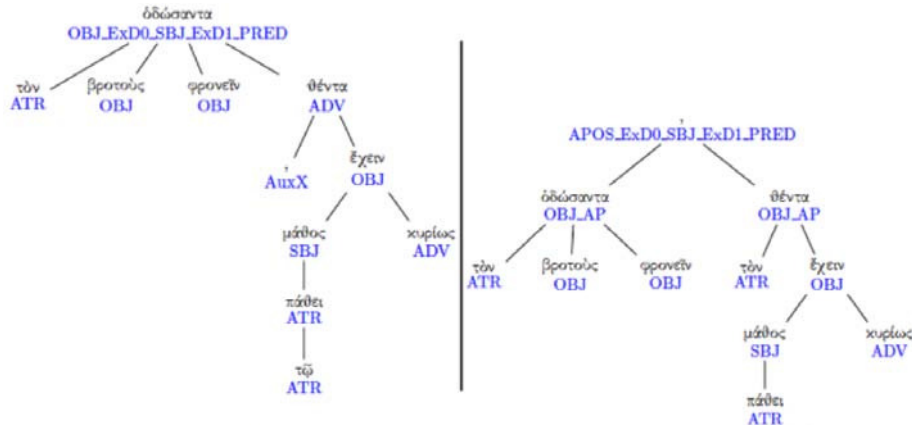 ὁδώσαντα
OBJ_ExD0_SBJ_ExD1_PRED
τὸν βροτοὺς φρονεῖν θέντα
ATR OBJ OBJ ADV
, ἔχειν
AuxX OBJ
μάθος κυρίως
SBJ ADV
πάθει
ATR
τῷ
ATR
,
APOS_ExD0_SBJ_ExD1_PRED
ὁδώσαντα θέντα
OBJ_AP OBJ_AP
τὸν βροτοὺς φρονεῖν τὸν ἔχειν
ATR OBJ OBJ ATR OBJ
μάθος κυρίως
SBJ ADV
πάθει
ATR